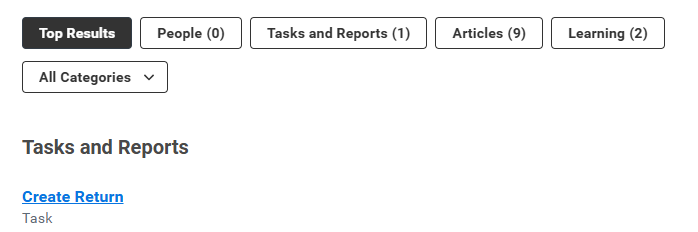 Top Results People (0) Tasks and Reports (1) Articles (9) Learning (2)
All Categories
Tasks and Reports
Create Return
Task